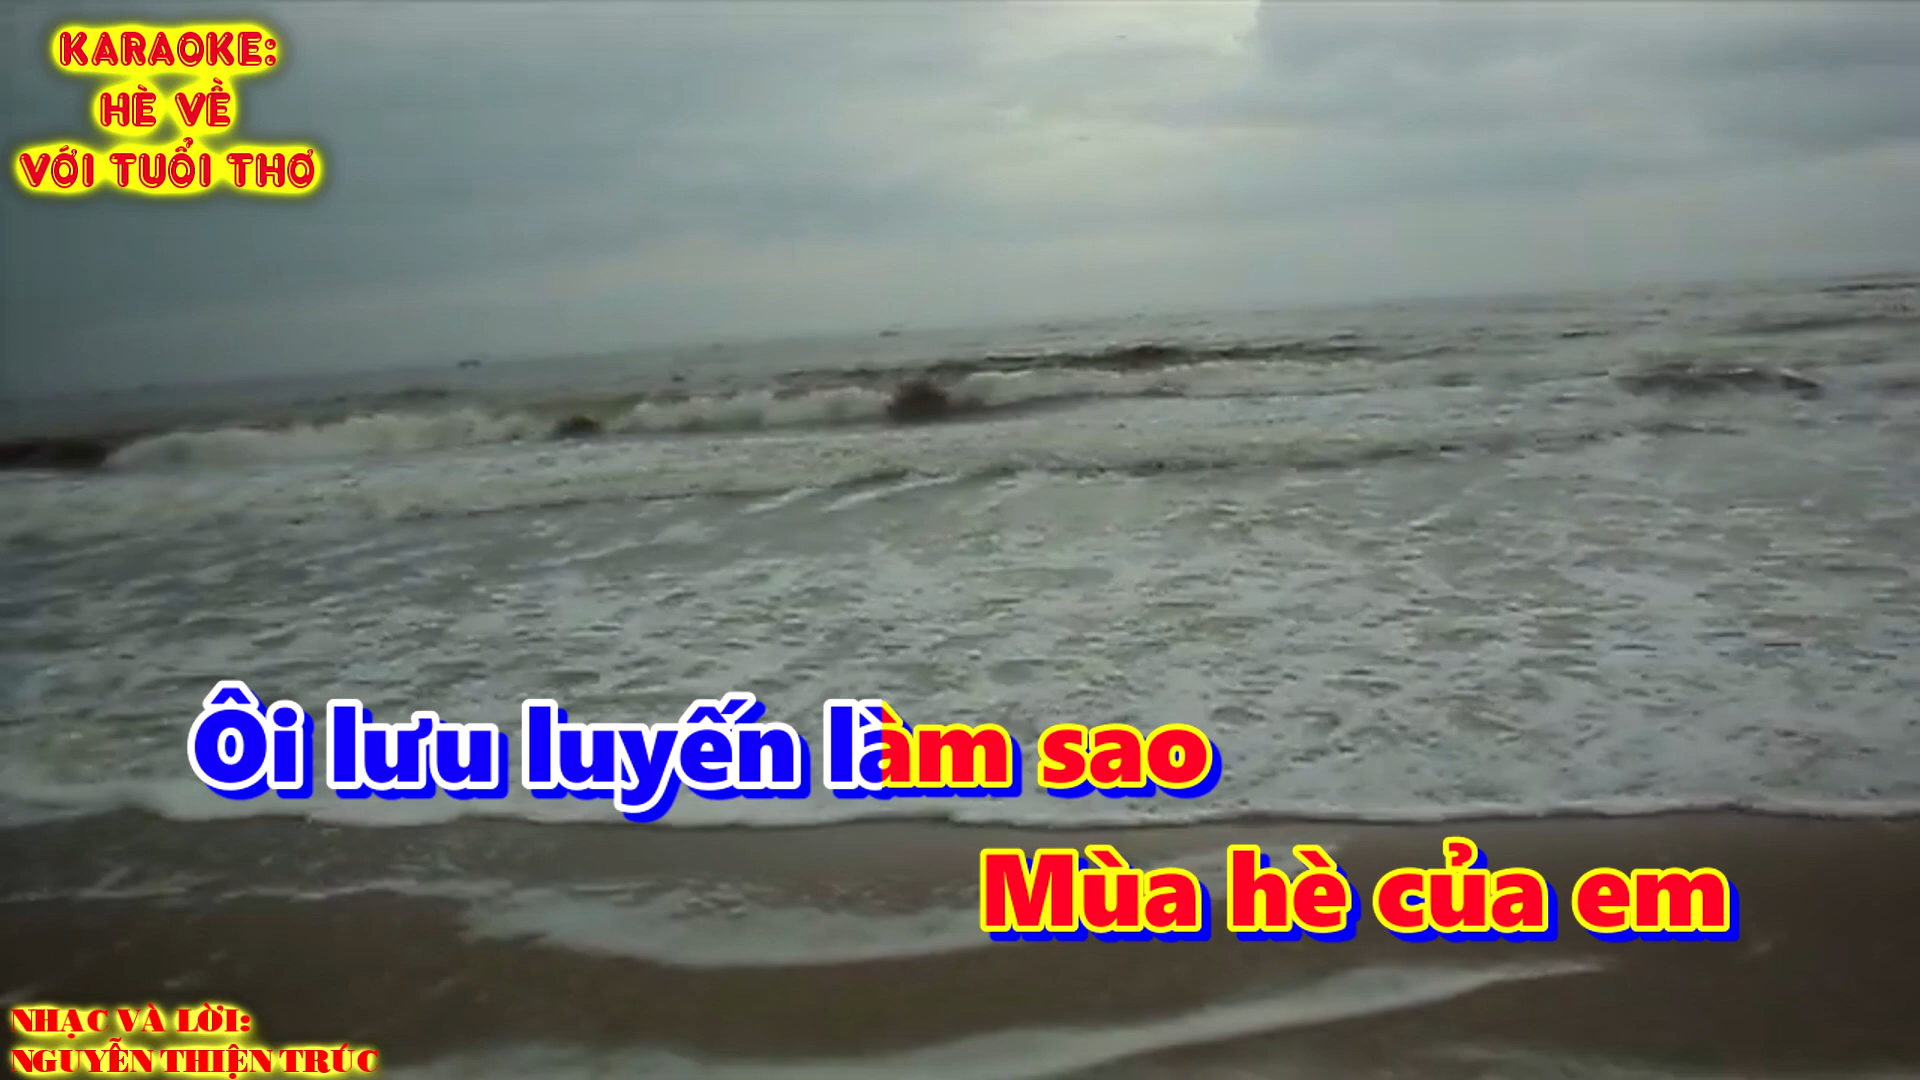 KARAOKE:
HÈ VỀ
VỚI TUỔI THƠ
Ôi lưu luyến làm sao
Mùa hè của em
NHẠC VÀ LỜI:
NGUYỄN THIỆN TRÚC